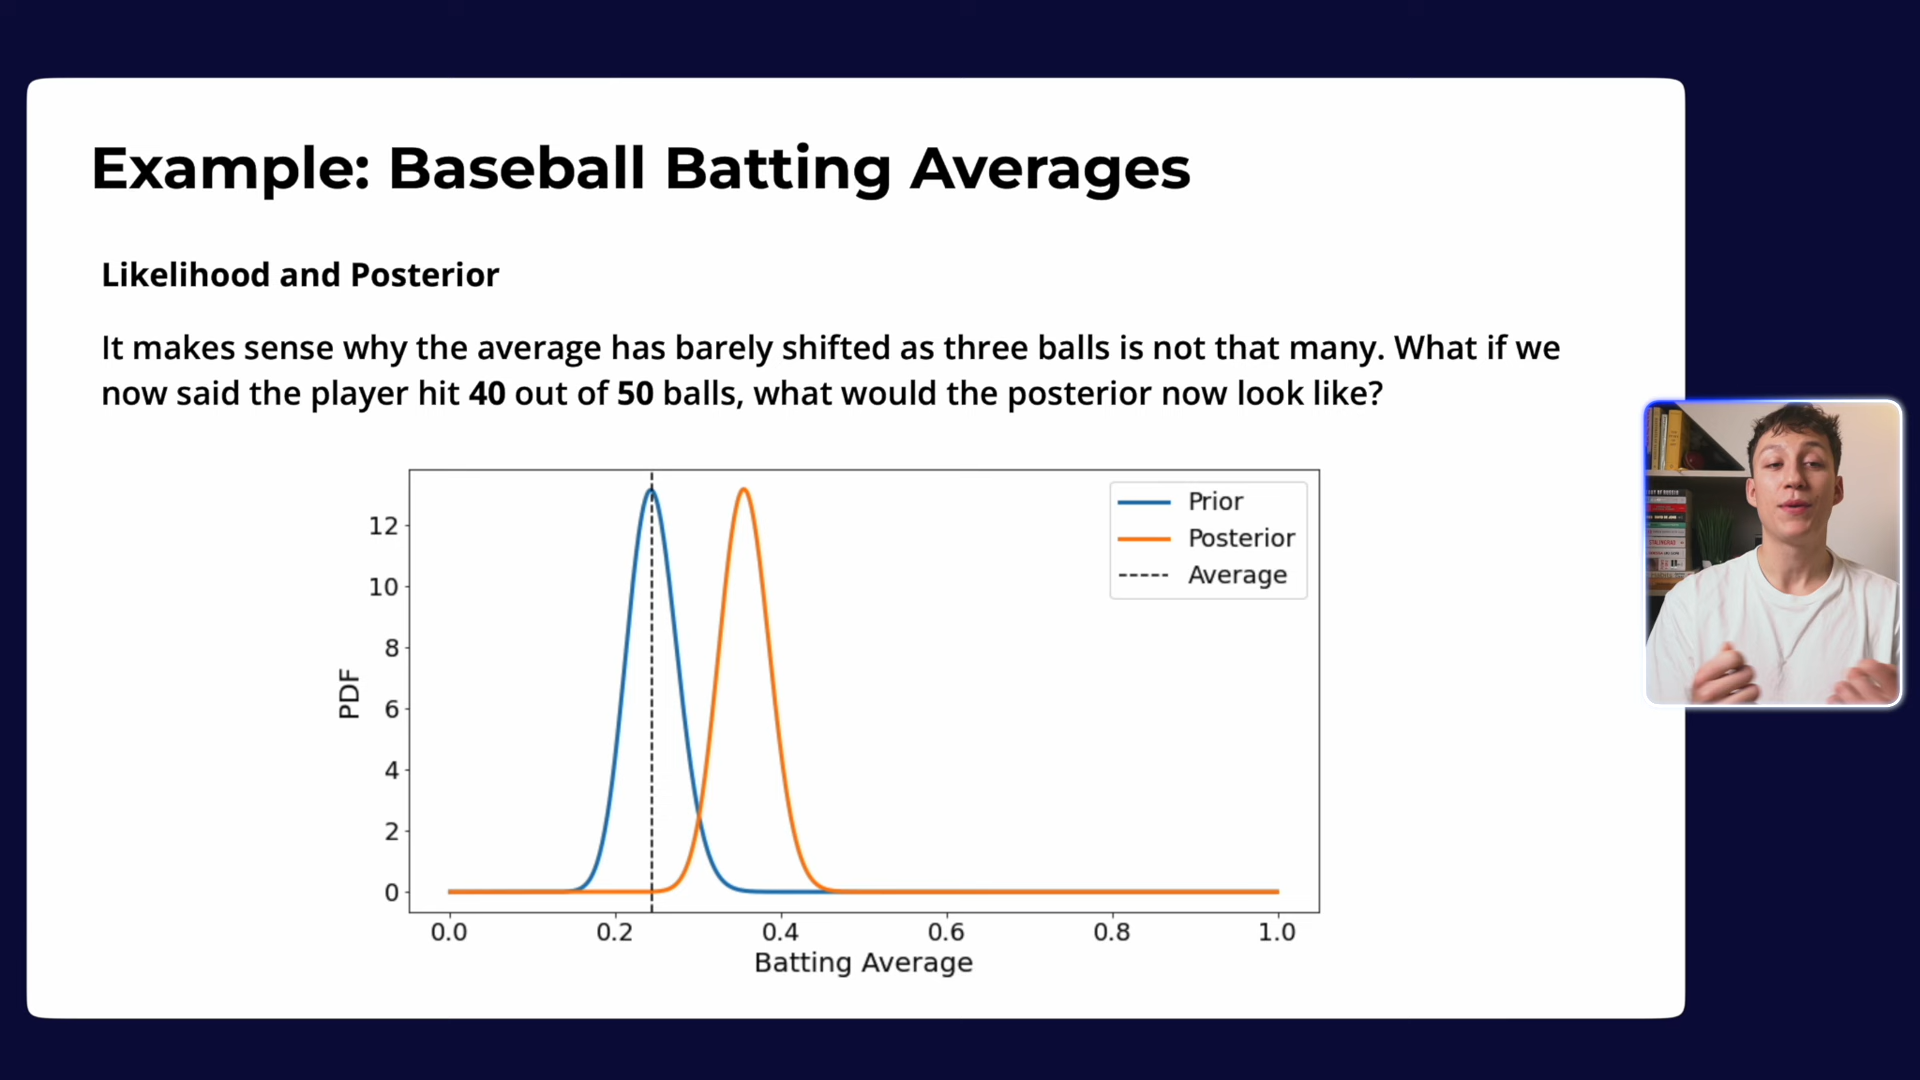 Example: Baseball Batting Averages
Likelihood and Posterior
It makes sense why the average has barely shifted as three balls is not that many. What if we
now said the player hit 40 out of 50 balls, what would the posterior now look like?
Prior
Posterior
Average
PDF
12
10
8
6
4
2
0
0.0 0.2 0.4 0.6 0.8 1.0
Batting Average